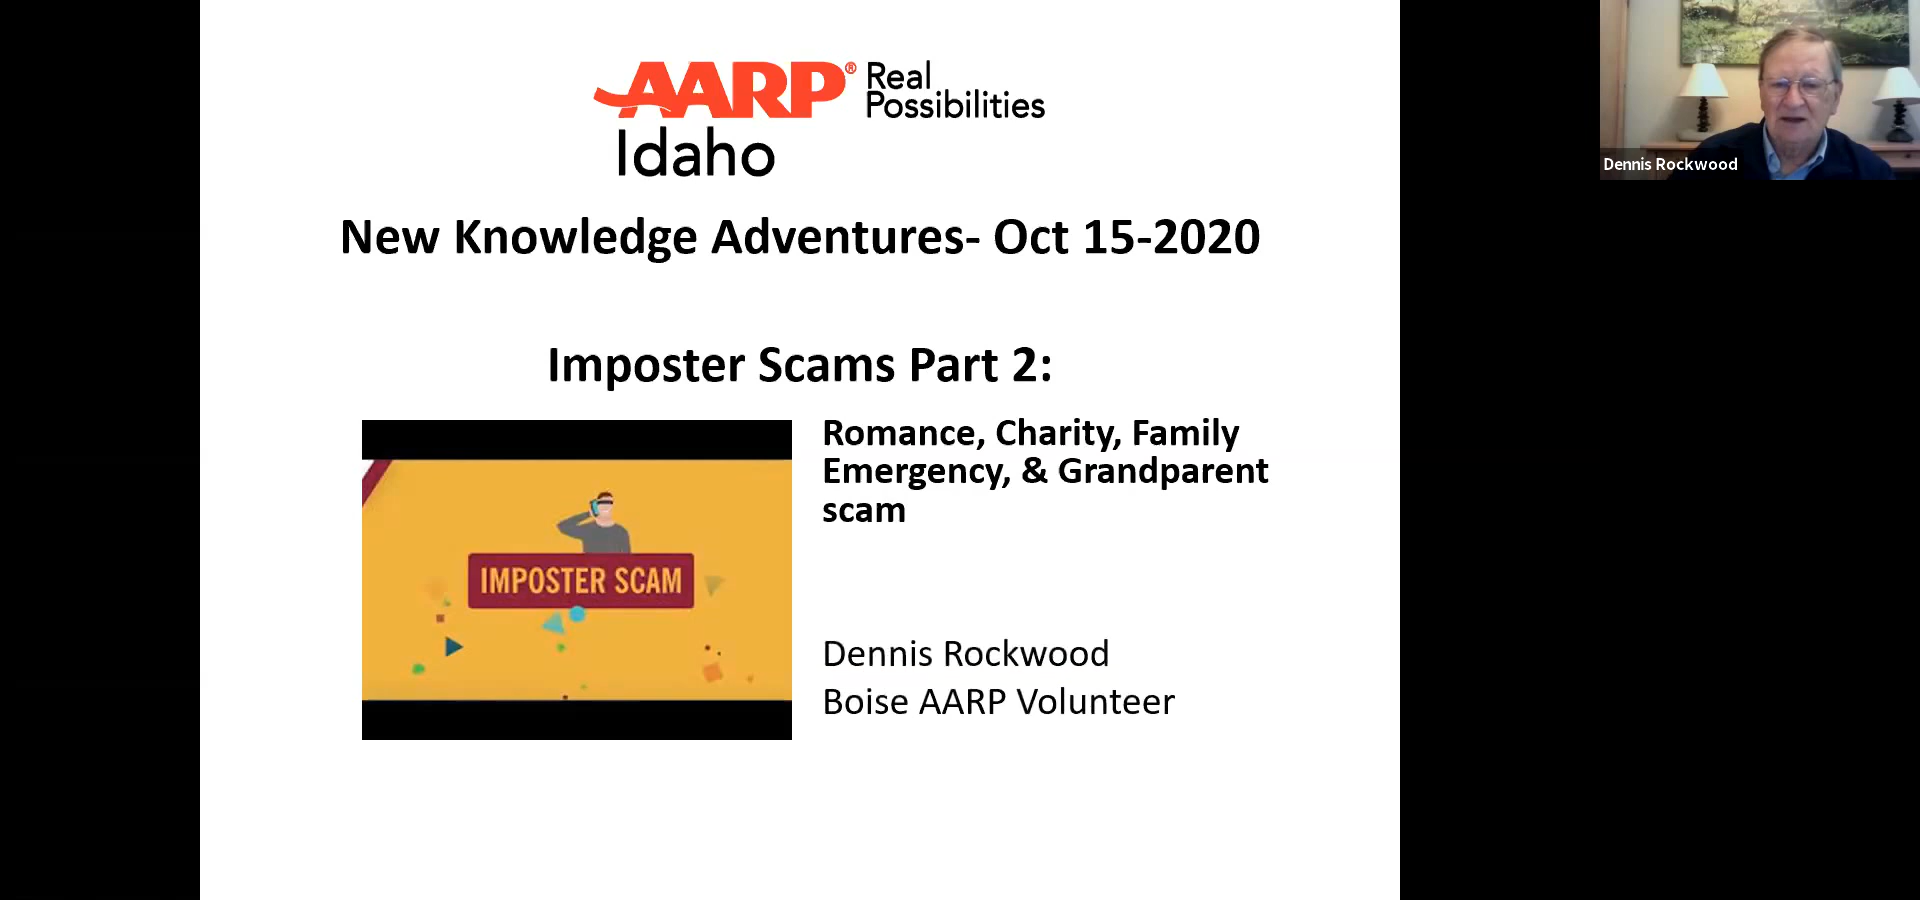 AARP® Real
Possibilities
Idaho
New Knowledge Adventures- Oct 15-2020
Imposter Scams Part 2:
Romance, Charity, Family
Emergency, & Grandparent
scam
IMPOSTER SCAM
Dennis Rockwood
Boise AARP Volunteer
Dennis Rockwood